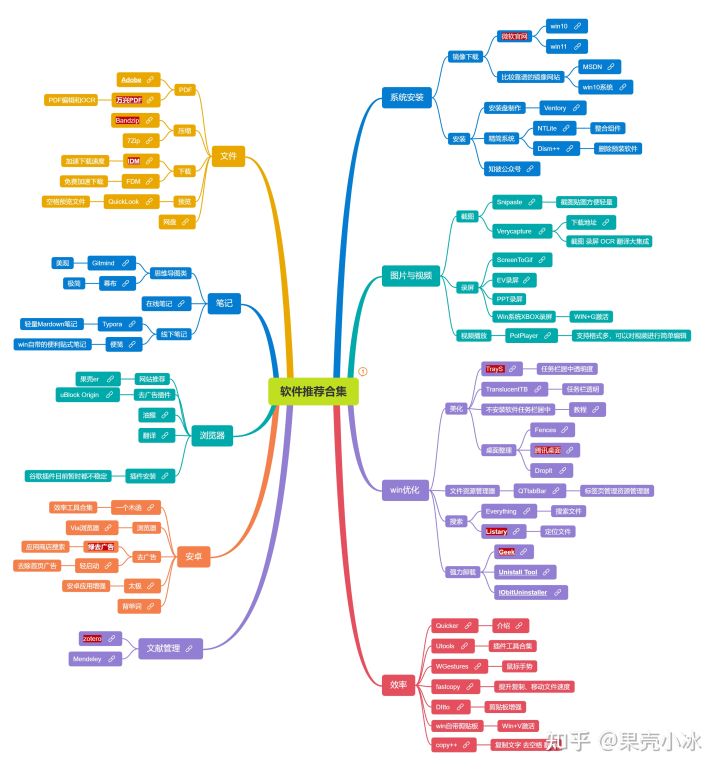 软件推荐合集
1
文件
PDF
Adobe
万兴PDF
PDF编辑和OCR
压缩
Bandzip
7Zip
下载
IDM
加速下载速度
FDM
免费加速下载
预览
QuickLook
空格预览文件
网盘
笔记
思维导图类
Gitmind
美观
幕布
极简
在线笔记
线下笔记
Typora
轻量Mardown笔记
便笺
win自带的便利贴式笔记
浏览器
网站推荐
果壳er
去广告插件
uBlock Origin
油猴
翻译
插件安装
谷歌插件目前暂时都不稳定
安卓
一个木函
效率工具合集
浏览器
Via浏览器
去广告
应用商店搜索
轻启动
去除首页广告
太极
安卓应用增强
背单词
文献管理
zotero
Mendeley
系统安装
镜像下载
微软官网
win10
win11
比较靠谱的镜像网站
MSDN
win10系统
安装
安装盘制作
Ventory
精简系统
NTLite
整合组件
Dism++
删除预装软件
知彼公众号
图片与视频
截图
Snipaste
截图贴图方便轻量
Verycapture
下载地址
截图 录屏 OCR 翻译大集成
录屏
ScreenToGif
EV录屏
PPT录屏
Win系统XBOX录屏
WIN+G激活
视频播放
PotPlayer
支持格式多，可以对视频进行简单编辑
win优化
美化
TrayS
任务栏居中透明度
TranslucentTB
任务栏透明
不安装软件任务栏居中
教程
桌面整理
Fences
腾讯桌面
DropIt
文件资源管理器
QTtabBar
标签页管理资源管理器
搜索
Everything
搜索文件
Listary
定位文件
强力卸载
Geek
Unistall Tool
IObitUninstaller
效率
Quicker
介绍
Utools
插件工具合集
WGestures
鼠标手势
fastcopy
提升复制、移动文件速度
Ditto
剪贴板增强
win自带剪贴板
Win+V激活
copy++
复制文字 去空格
知乎 @果壳小冰